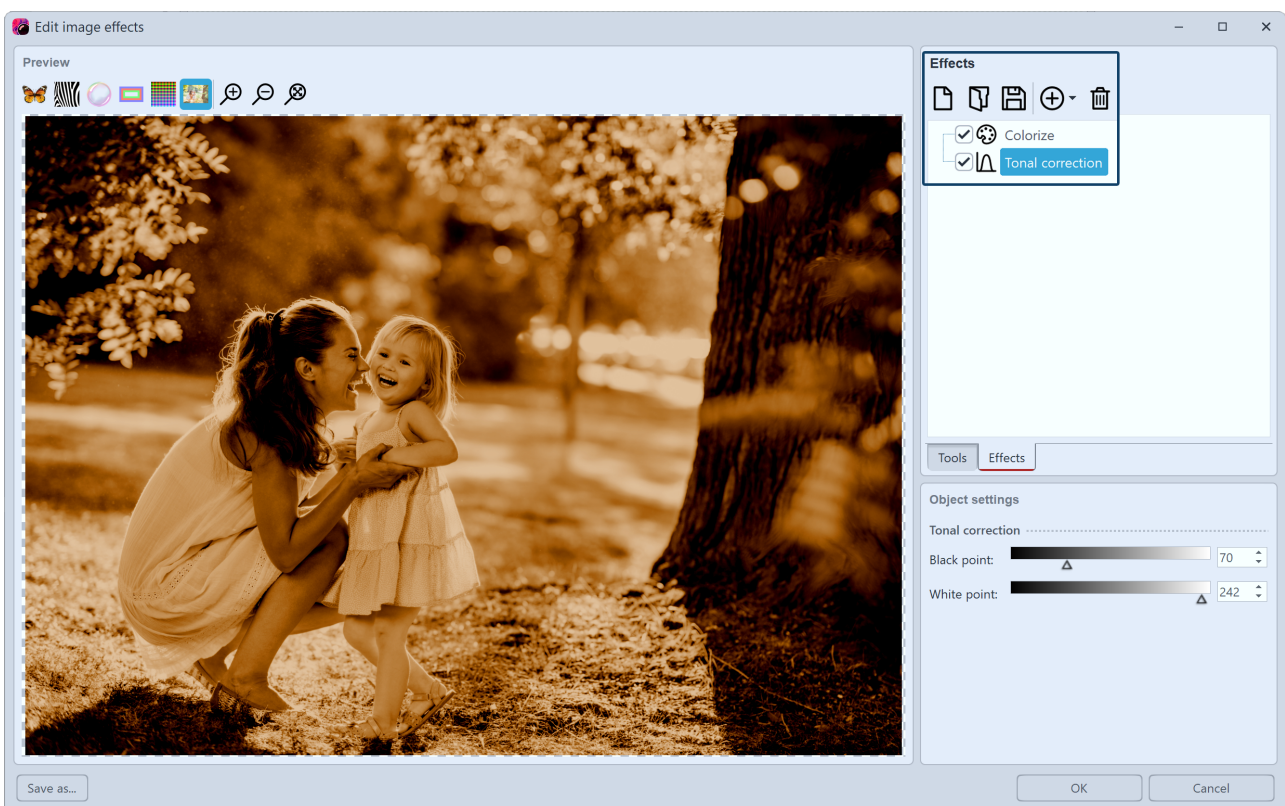 Edit image effects
Preview
Effects
Colorize
Tonal correction
Tools
Effects
Object settings
Tonal correction
Black point:
70
White point:
242
Save as...
OK
Cancel